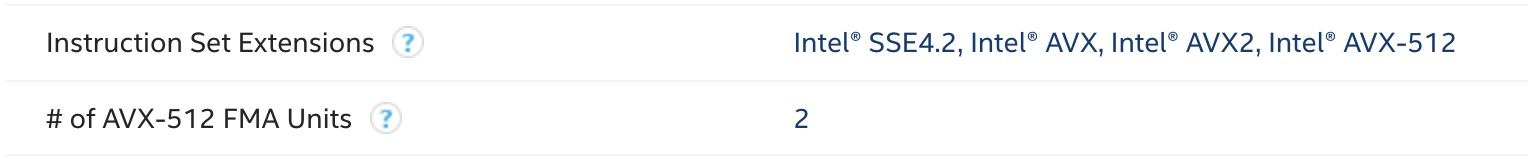 Instruction Set Extensions ? Intel® SSE4.2, Intel® AVX, Intel® AVX2, Intel® AVX-512
# of AVX-512 FMA Units ? 2